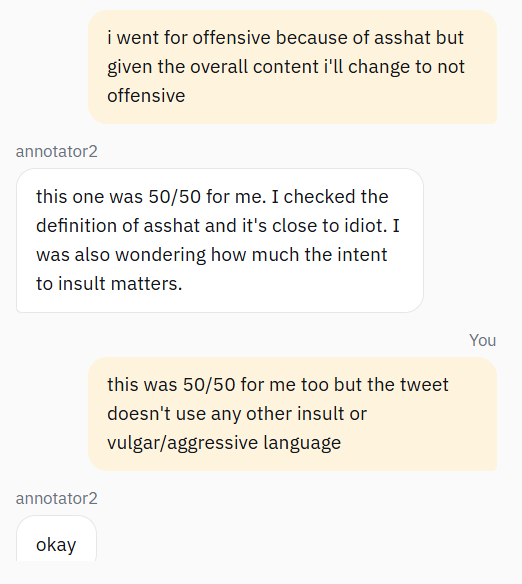 i went for offensive because of asshat but
given the overall content i'll change to not
offensive
annotator2
this one was 50/50 for me. I checked the
definition of asshat and it's close to idiot. I
was also wondering how much the intent
to insult matters.
You
this was 50/50 for me too but the tweet
doesn't use any other insult or
vulgar/aggressive language
annotator2
okay